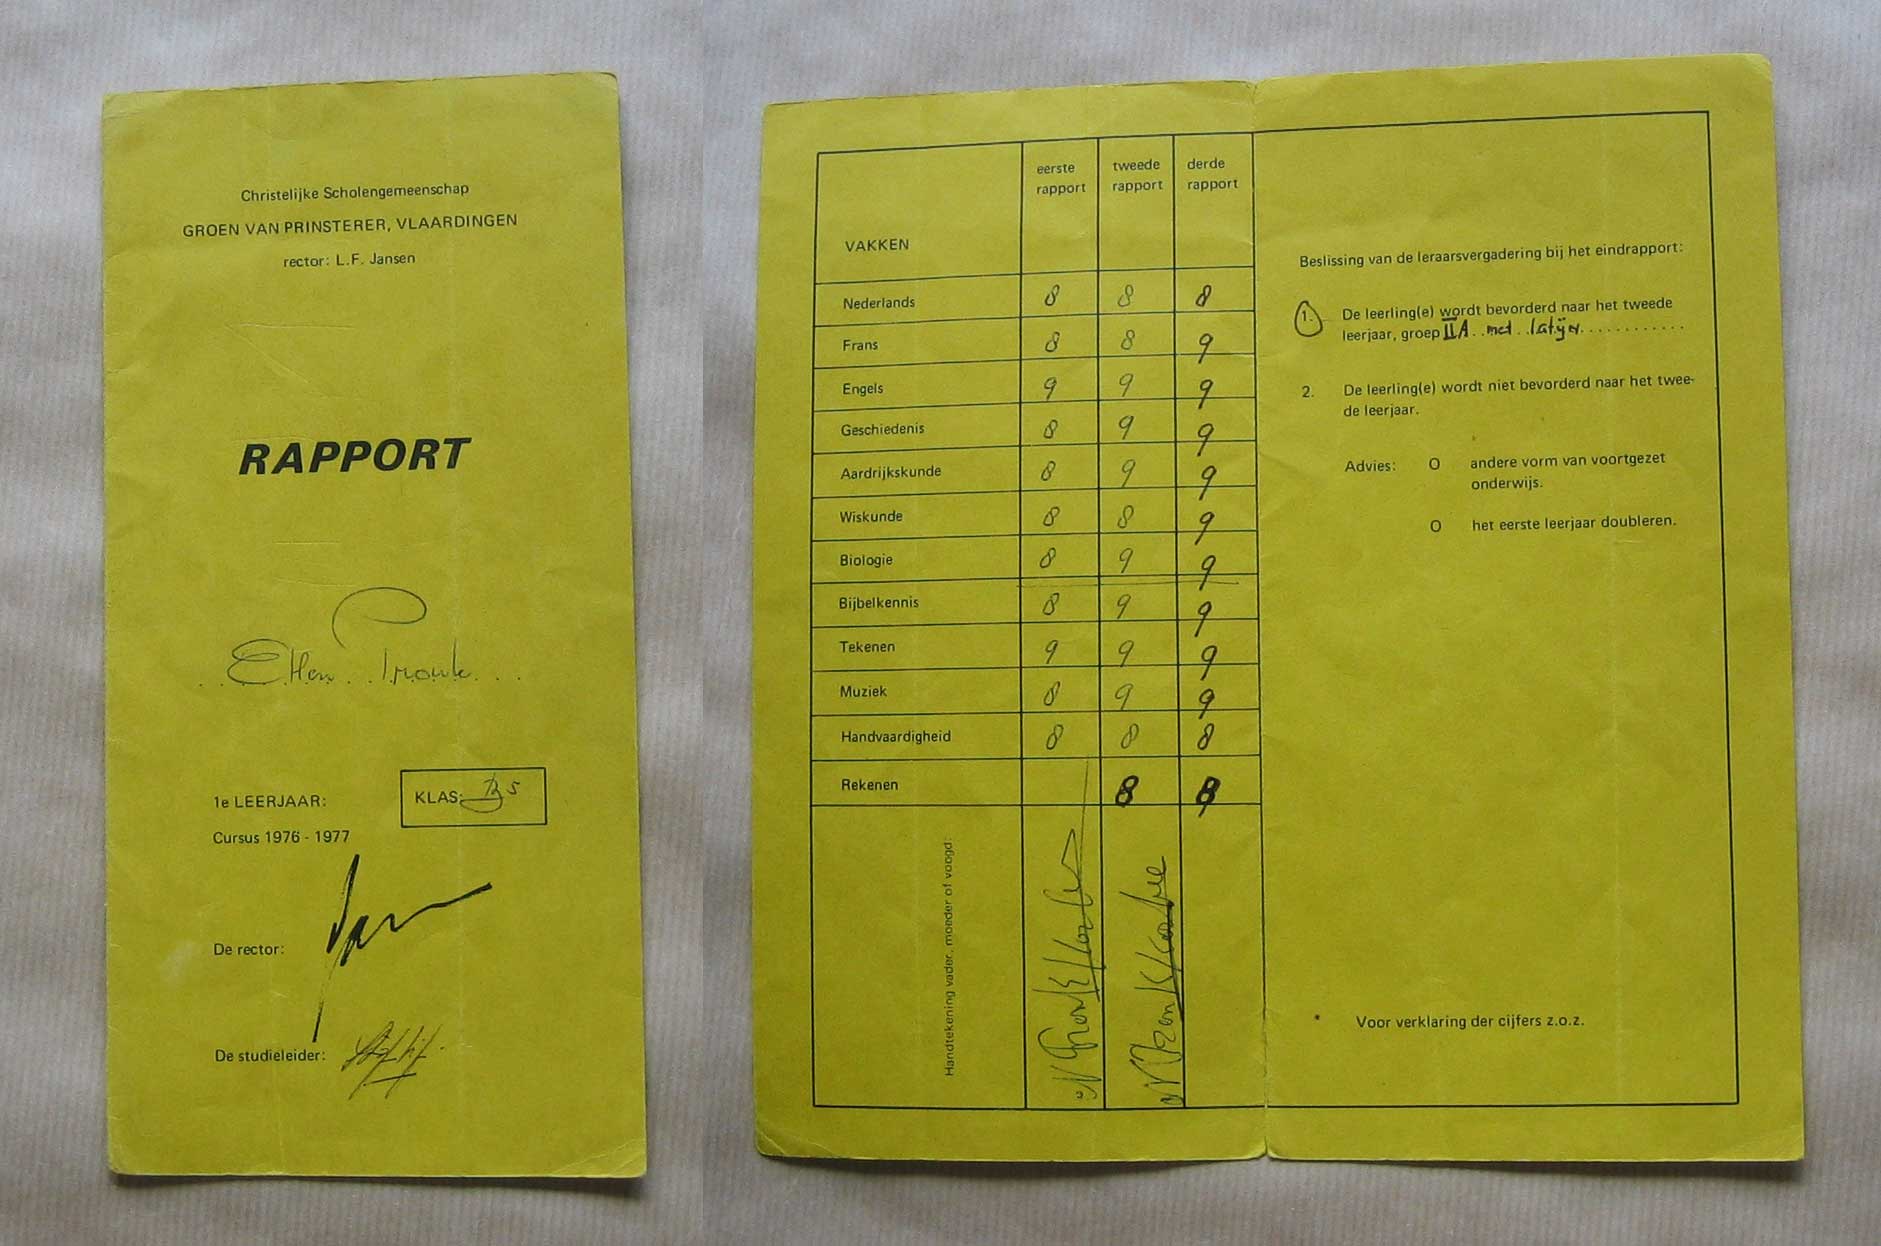 Christelijke Scholengemeenschap
GROEN VAN PRINSTERER, VLAARDINGEN
rector: L.F. Jansen
RAPPORT
Ellen Pronk
1e LEERJAAR:
KLAS: B5
Cursus 1976 - 1977
De rector:
De studieleider:
VAKKEN eerste rapport tweede rapport derde rapport
Nederlands 8 8 8
Frans 8 8 9
Engels 9 9 9
Geschiedenis 8 9 9
Aardrijkskunde 8 9 9
Wiskunde 8 8 9
Biologie 8 9 9
Bijbelkennis 8 9 9
Tekenen 9 9 9
Muziek 8 9 9
Handvaardigheid 8 8 8
Rekenen 8 8
Handtekening vader, moeder of voogd:
Beslissing van de leraarsvergadering bij het eindrapport:
1. De leerling(e) wordt bevorderd naar het tweede
leerjaar, groep IIA met latijn
2. De leerling(e) wordt niet bevorderd naar het twee-
de leerjaar.
Advies: O andere vorm van voortgezet
onderwijs.
O het eerste leerjaar doubleren.
* Voor verklaring der cijfers z.o.z.